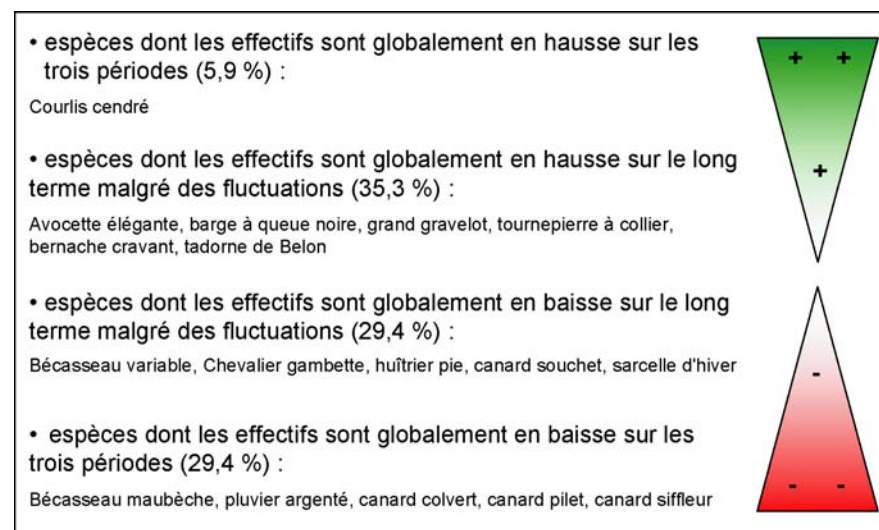 • espèces dont les effectifs sont globalement en hausse sur les
trois périodes (5,9 %) :
Courlis cendré
• espèces dont les effectifs sont globalement en hausse sur le long
terme malgré des fluctuations (35,3 %) :
Avocette élégante, barge à queue noire, grand gravelot, tournepierre à collier,
bernache cravant, tadorne de Belon
• espèces dont les effectifs sont globalement en baisse sur le long
terme malgré des fluctuations (29,4 %) :
Bécasseau variable, Chevalier gambette, huîtrier pie, canard souchet, sarcelle d'hiver
• espèces dont les effectifs sont globalement en baisse sur les
trois périodes (29,4 %) :
Bécasseau maubèche, pluvier argenté, canard colvert, canard pilet, canard siffleur
+ +
+
-
- -